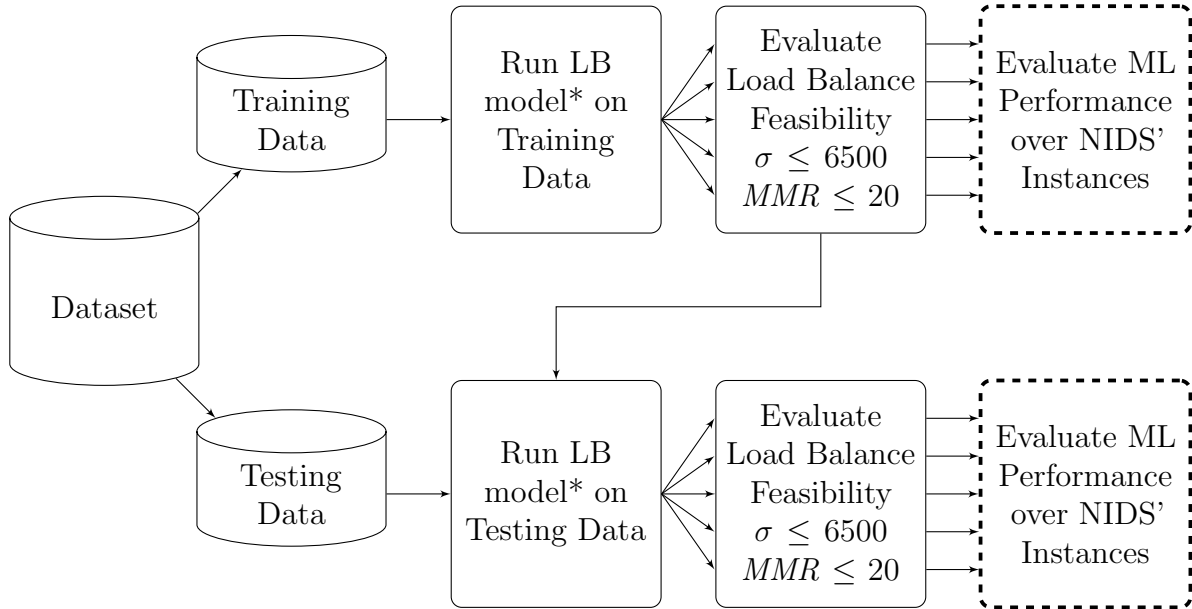 Training
Data
Run LB
model* on
Training
Data
Evaluate
Load Balance
Feasibility
σ ≤ 6500
MMR ≤ 20
Evaluate ML
Performance
over NIDS'
Instances
Dataset
Testing
Data
Run LB
model* on
Testing Data
Evaluate
Load Balance
Feasibility
σ ≤ 6500
MMR ≤ 20
Evaluate ML
Performance
over NIDS'
Instances